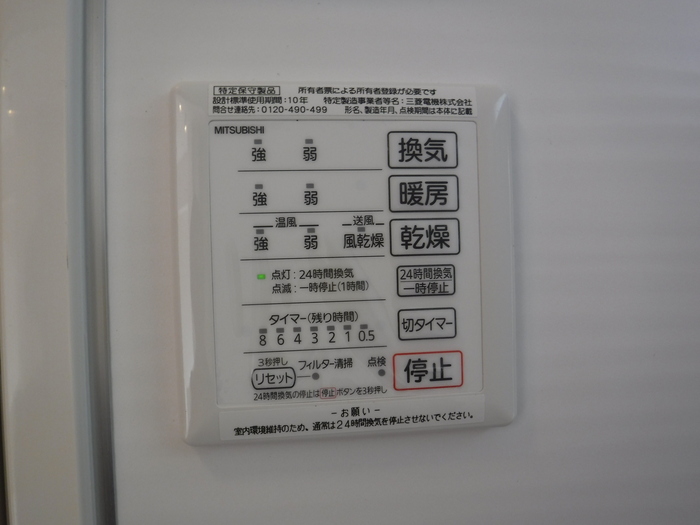 特定保守製品 所有者票による所有者登録が必要です
設計標準使用期間:10年 特定製造事業者等名:三菱電機株式会社
問合せ連絡先:0120-490-499 形名、製造年月、点検期間は本体に記載
MITSUBISHI
強 弱 換気
強 弱 暖房
温風 送風
強 弱 風乾燥 乾燥
点灯:24時間換気
点滅:一時停止(1時間)
24時間換気
一時停止
タイマー(残り時間)
8 6 4 3 2 1 0.5
切タイマー
3秒押し
リセット フィルター清掃 点検
停止
24時間換気の停止は停止ボタンを3秒押し
−お願い−
室内環境維持のため、通常は24時間換気を停止させないでください。